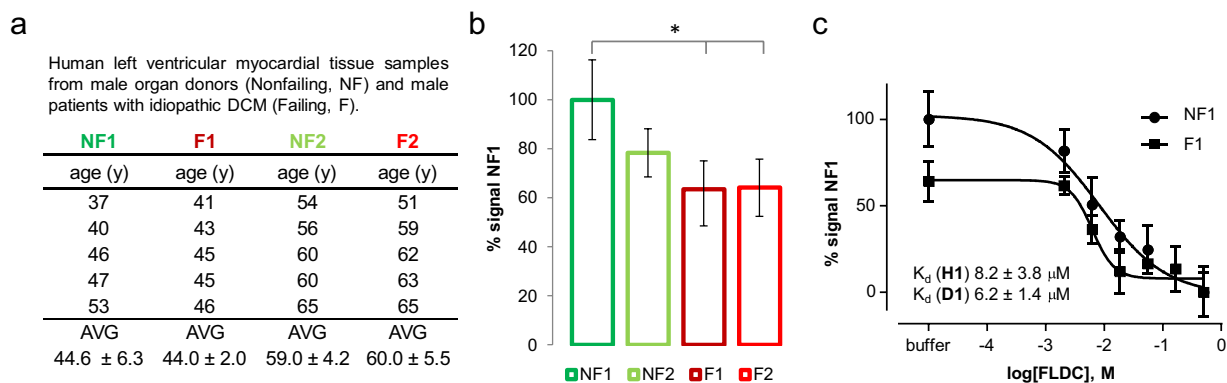 a
Human left ventricular myocardial tissue samples
from male organ donors (Nonfailing, NF) and male
patients with idiopathic DCM (Failing, F).
NF1 F1 NF2 F2
age (y) age (y) age (y) age (y)
37 41 54 51
40 43 56 59
46 45 60 62
47 45 60 63
53 46 65 65
AVG AVG AVG AVG
44.6 ± 6.3 44.0 ± 2.0 59.0 ± 4.2 60.0 ± 5.5
b
*
% signal NF1
120
100
80
60
40
20
0
NF1 NF2 F1 F2
c
% signal NF1
100
50
0
NF1
F1
Kd (H1) 8.2 ± 3.8 μM
Kd (D1) 6.2 ± 1.4 μM
buffer -4 -3 -2 -1 0
log[FLDC], M